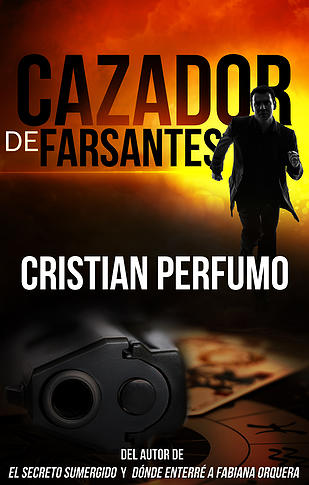 CAZADOR
DE FARSANTES
CRISTIAN PERFUMO
DEL AUTOR DE
EL SECRETO SUMERGIDO Y DÓNDE ENTERRÉ A FABIANA ORQUERA